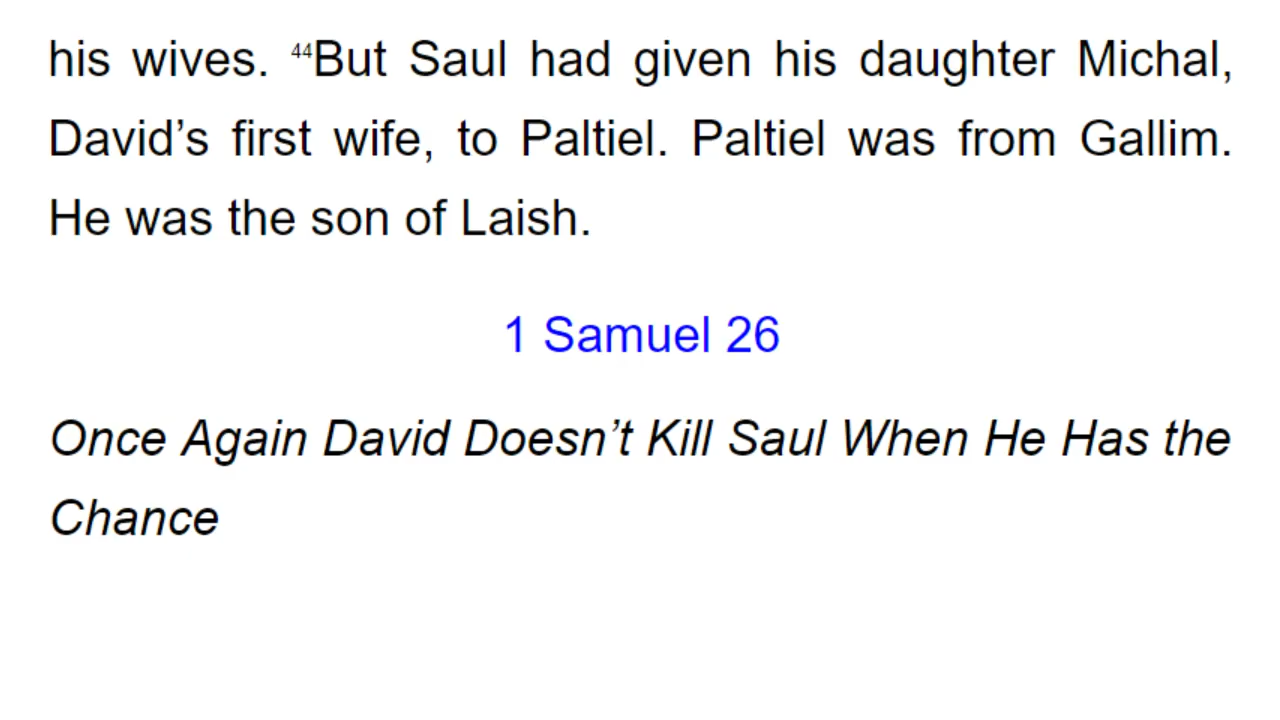 his wives. 44But Saul had given his daughter Michal,
David’s first wife, to Paltiel. Paltiel was from Gallim.
He was the son of Laish.
1 Samuel 26
Once Again David Doesn’t Kill Saul When He Has the
Chance